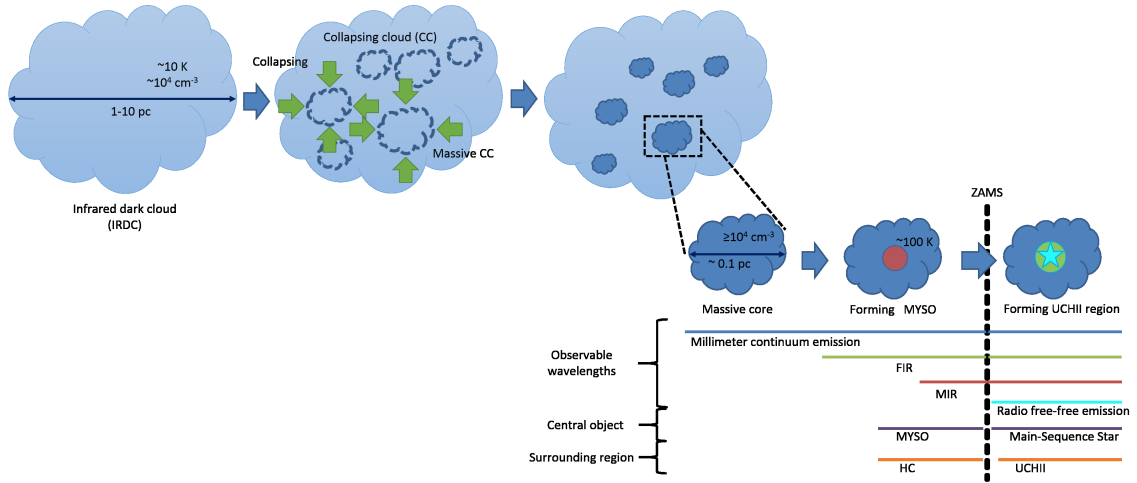 ~10 K
~10⁴ cm⁻³
1-10 pc
Infrared dark cloud
(IRDC)
Collapsing cloud (CC)
Collapsing
Massive CC
≥10⁴ cm⁻³
~ 0.1 pc
Massive core
~100 K
Forming MYSO
ZAMS
Forming UCHII region
Observable
wavelengths
Millimeter continuum emission
FIR
MIR
Radio free-free emission
Central object
MYSO
Main-Sequence Star
Surrounding region
HC
UCHII